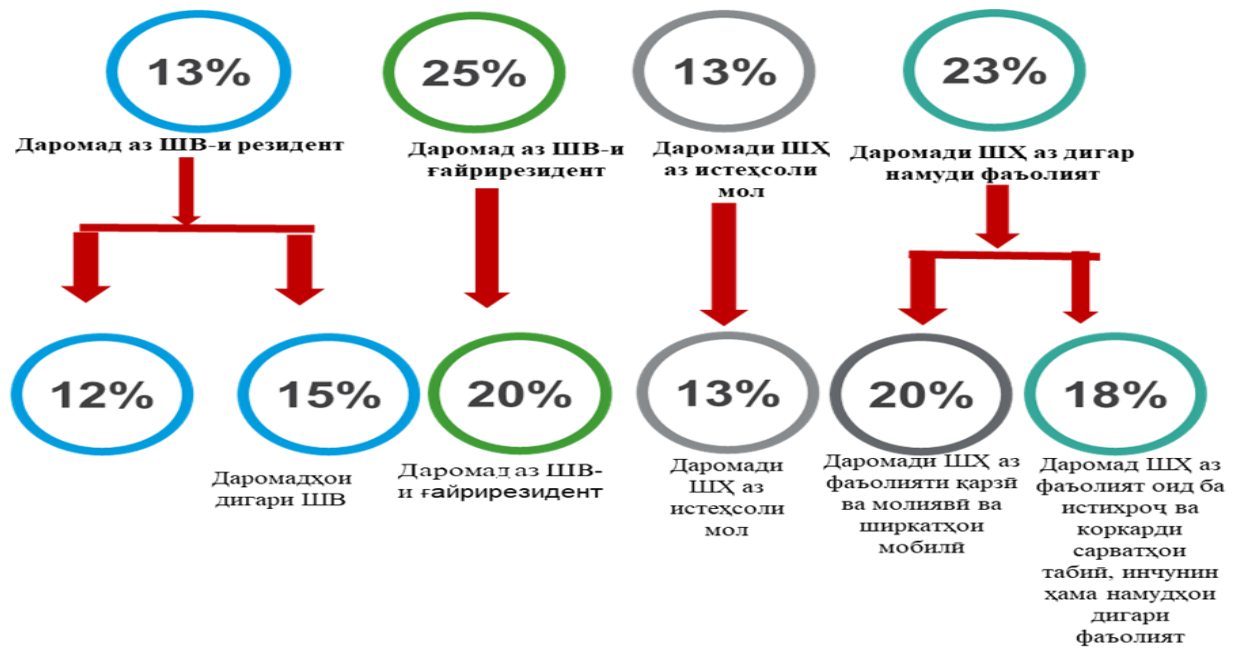 13%
25%
13%
23%
Даромад аз ШВ-и резидент
Даромад аз ШВ-и
ғайрирезидент
Даромади ШҲ
аз истеҳсоли
мол
Даромади ШҲ аз дигар
намуди фаъолият
12%
15%
20%
13%
20%
18%
Даромадҳои
дигари ШВ
Даромад аз ШВ-
и ғайрирезидент
Даромади
ШҲ аз
истеҳсоли
мол
Даромади ШҲ аз
фаъолияти қарзӣ
ва молиявӣ ва
ширкатҳои
мобилӣ
Даромад ШҲ аз
фаъолият оид ба
истихроҷ ва
коркарди
сарватҳои
табиӣ, инчунин
ҳама намудҳои
дигари
фаъолият